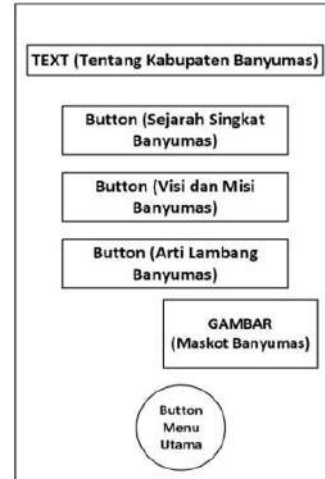 TEXT (Tentang Kabupaten Banyumas)
Button (Sejarah Singkat
Banyumas)
Button (Visi dan Misi
Banyumas)
Button (Arti Lambang
Banyumas)
GAMBAR
(Maskot Banyumas)
Button
Menu
Utama